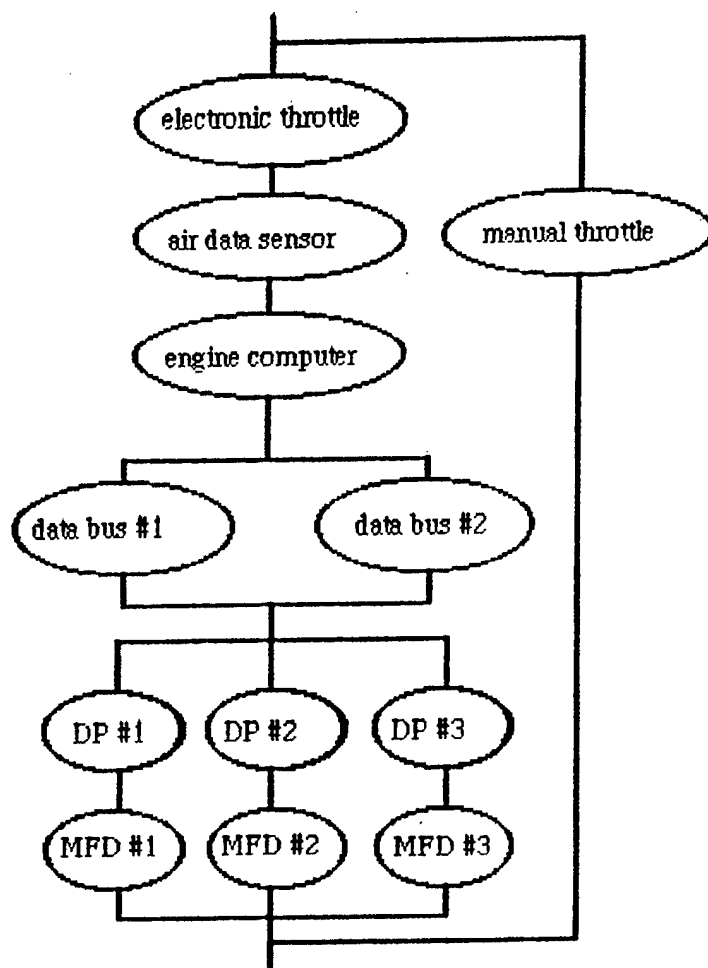 electronic throttle
air data sensor
manual throttle
engine computer
data bus #1
data bus #2
DP #1
DP #2
DP #3
MFD #1
MFD #2
MFD #3